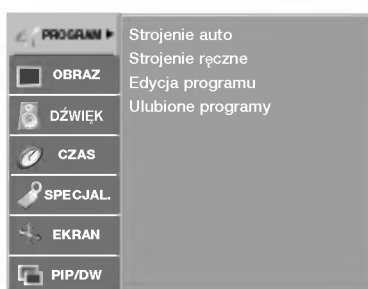 PROGRAM
OBRAZ
DŹWIĘK
CZAS
SPECJAL.
EKRAN
PIP/DW
Strojenie auto
Strojenie ręczne
Edycja programu
Ulubione programy